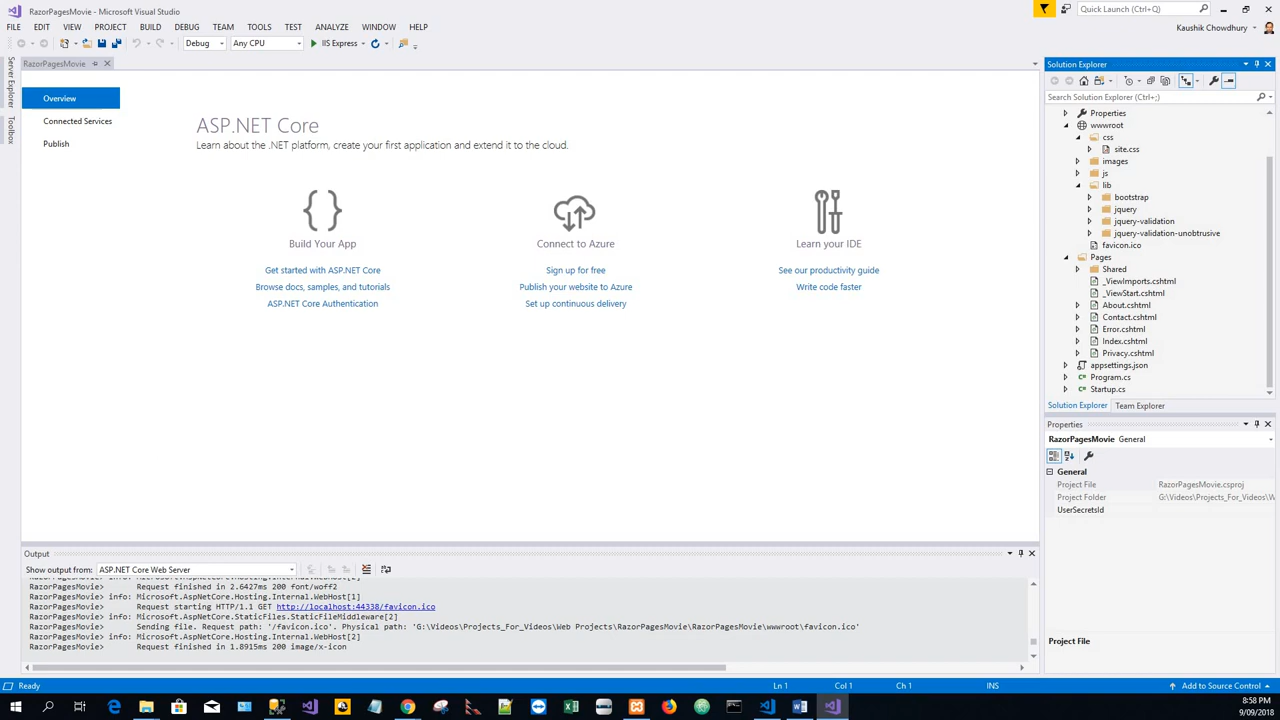 RazorPagesMovie - Microsoft Visual Studio
Quick Launch (Ctrl+Q)
FILE EDIT VIEW PROJECT BUILD DEBUG TEAM TOOLS TEST ANALYZE WINDOW HELP
Kaushik Chowdhury
Debug Any CPU IIS Express
Server Explorer
Toolbox
RazorPagesMovie
Overview
Connected Services
Publish
ASP.NET Core
Learn about the .NET platform, create your first application and extend it to the cloud.
Build Your App
Get started with ASP.NET Core
Browse docs, samples, and tutorials
ASP.NET Core Authentication
Connect to Azure
Sign up for free
Publish your website to Azure
Set up continuous delivery
Learn your IDE
See our productivity guide
Write code faster
Solution Explorer
Search Solution Explorer (Ctrl+;)
Properties
wwwroot
css
site.css
images
js
lib
bootstrap
jquery
jquery-validation
jquery-validation-unobtrusive
favicon.ico
Pages
Shared
_ViewImports.cshtml
_ViewStart.cshtml
About.cshtml
Contact.cshtml
Error.cshtml
Index.cshtml
Privacy.cshtml
appsettings.json
Program.cs
Startup.cs
Solution Explorer Team Explorer
Properties
RazorPagesMovie General
General
Project File RazorPagesMovie.csproj
Project Folder G:\Videos\Projects_For_Videos\W
UserSecretsId
Project File
Output
Show output from: ASP.NET Core Web Server
RazorPagesMovie> info: Microsoft.AspNetCore.Hosting.Internal.WebHost[2]
RazorPagesMovie> Request finished in 2.6427ms 200 font/woff2
RazorPagesMovie> info: Microsoft.AspNetCore.Hosting.Internal.WebHost[1]
RazorPagesMovie> Request starting HTTP/1.1 GET http://localhost:44338/favicon.ico
RazorPagesMovie> info: Microsoft.AspNetCore.StaticFiles.StaticFileMiddleware[2]
RazorPagesMovie> Sending file. Request path: '/favicon.ico'. Physical path: 'G:\Videos\Projects_For_Videos\Web Projects\RazorPagesMovie\RazorPagesMovie\wwwroot\favicon.ico'
RazorPagesMovie> info: Microsoft.AspNetCore.Hosting.Internal.WebHost[2]
RazorPagesMovie> Request finished in 1.8915ms 200 image/x-icon
Ready Ln 1 Col 1 Ch 1 INS Add to Source Control
8:58 PM
9/09/2018